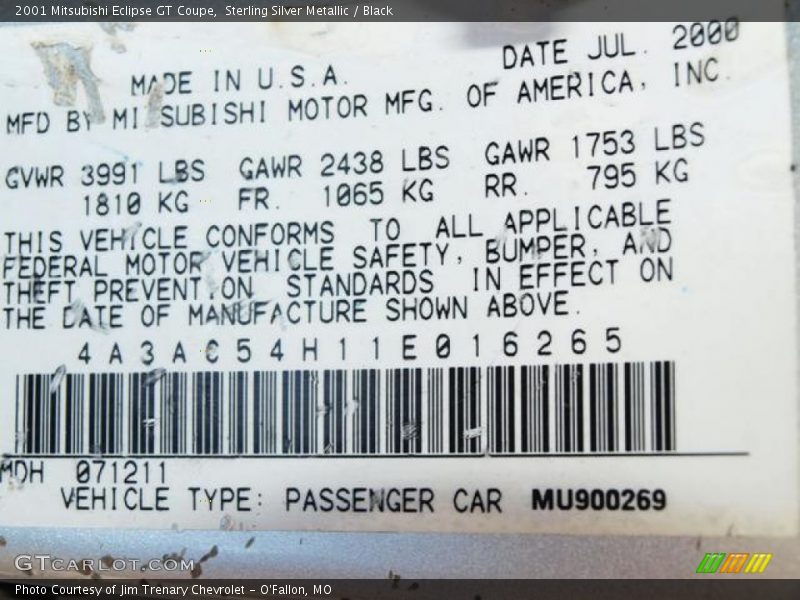 2001 Mitsubishi Eclipse GT Coupe,  Sterling Silver Metallic / Black
DATE JUL. 2000
MADE IN U.S.A.
MFD BY MITSUBISHI MOTOR MFG. OF AMERICA, INC.
GVWR 3991 LBS GAWR 2438 LBS GAWR 1753 LBS
1810 KG FR. 1065 KG RR. 795 KG
THIS VEHICLE CONFORMS TO ALL APPLICABLE
FEDERAL MOTOR VEHICLE SAFETY, BUMPER, AND
THEFT PREVENTION STANDARDS IN EFFECT ON
THE DATE OF MANUFACTURE SHOWN ABOVE.
4A3AC54H11E016265
MDH 071211
VEHICLE TYPE: PASSENGER CAR MU900269
GTCARLOT.COM
Photo Courtesy of Jim Trenary Chevrolet - O'Fallon, MO